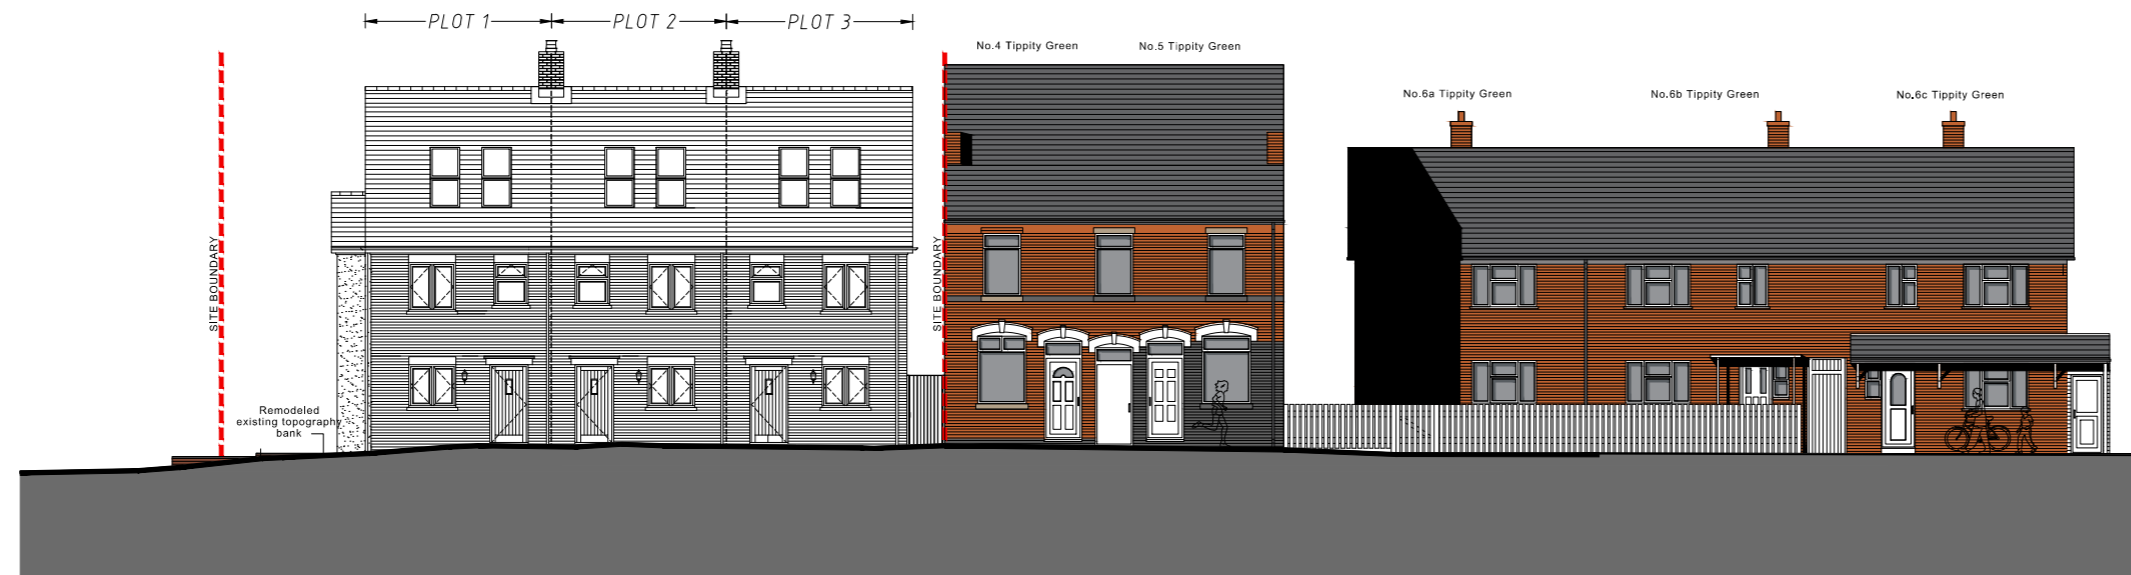 PLOT 1
PLOT 2
PLOT 3
No.4 Tippity Green
No.5 Tippity Green
No.6a Tippity Green
No.6b Tippity Green
No.6c Tippity Green
SITE BOUNDARY
SITE BOUNDARY
Remodeled
existing topography
bank